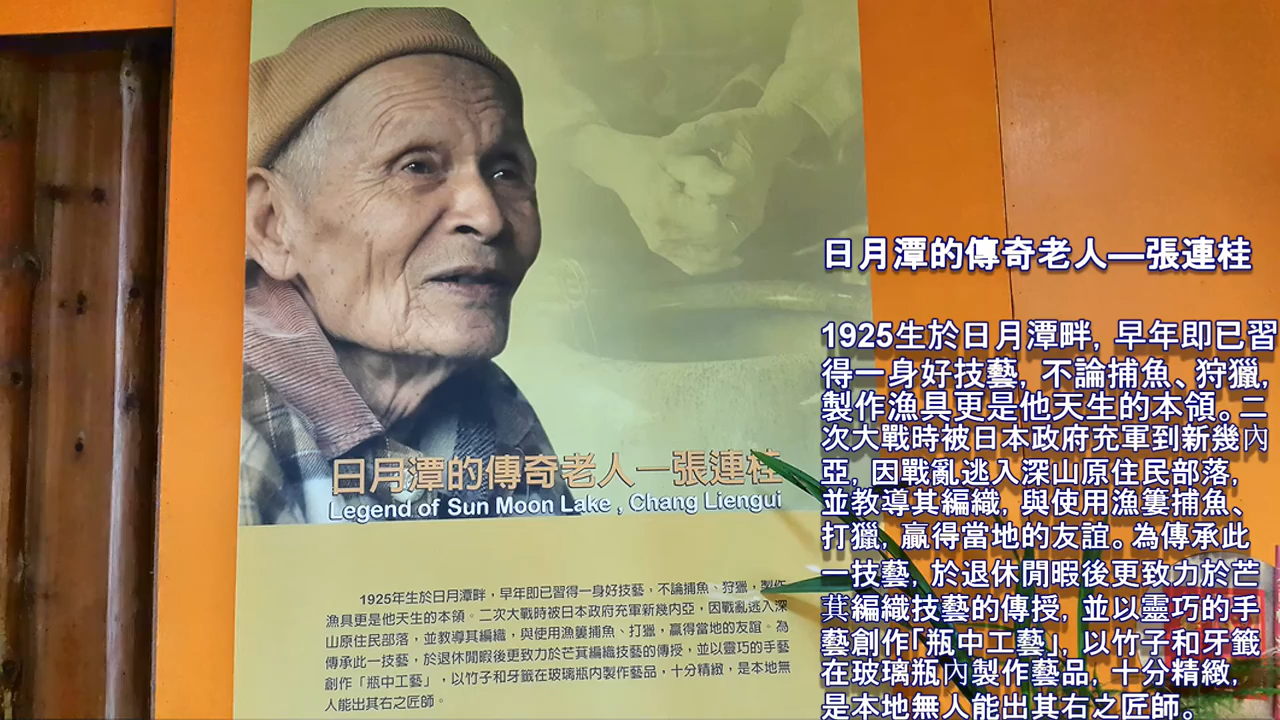 日月潭的傳奇老人—張連桂
Legend of Sun Moon Lake , Chang Liengui
1925年生於日月潭畔，早年即已習得一身好技藝，不論捕魚、狩獵，製作
漁具更是他天生的本領。二次大戰時被日本政府充軍新幾內亞，因戰亂逃入深
山原住民部落，並教導其編織，與使用漁簍捕魚、打獵，贏得當地的友誼。為
傳承此一技藝，於退休閒暇後更致力於芒萁編織技藝的傳授，並以靈巧的手藝
創作「瓶中工藝」，以竹子和牙籤在玻璃瓶內製作藝品，十分精緻，是本地無
人能出其右之匠師。
日月潭的傳奇老人—張連桂
1925生於日月潭畔，早年即已習
得一身好技藝，不論捕魚、狩獵，
製作漁具更是他天生的本領。二
次大戰時被日本政府充軍到新幾內
亞，因戰亂逃入深山原住民部落，
並教導其編織，與使用漁簍捕魚、
打獵，贏得當地的友誼。為傳承此
一技藝，於退休閒暇後更致力於芒
萁編織技藝的傳授，並以靈巧的手
藝創作「瓶中工藝」，以竹子和牙籤
在玻璃瓶內製作藝品，十分精緻，
是本地無人能出其右之匠師。